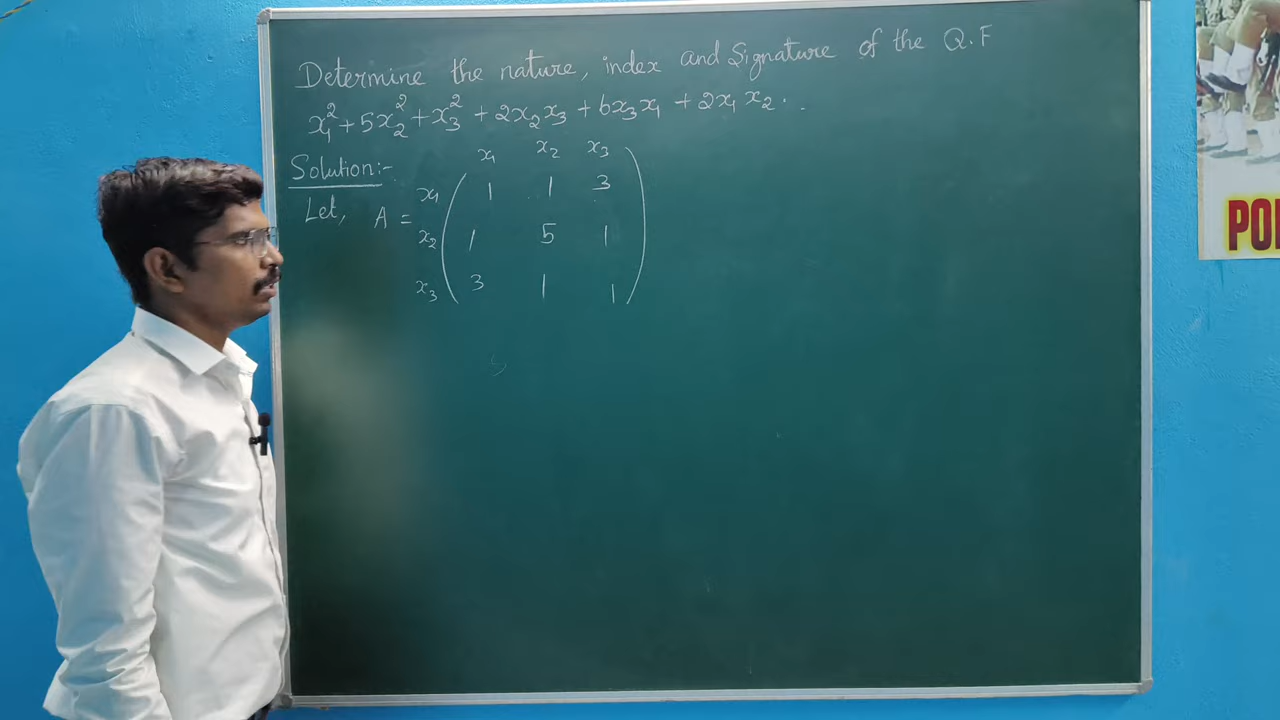 Determine the nature, index and Signature of the Q.F
x₁² + 5x₂² + x₃² + 2x₂x₃ + 6x₃x₁ + 2x₁x₂.
Solution:-
x₁ x₂ x₃
x₁ 1 1 3
Let, A =
x₂ 1 5 1
x₃ 3 1 1